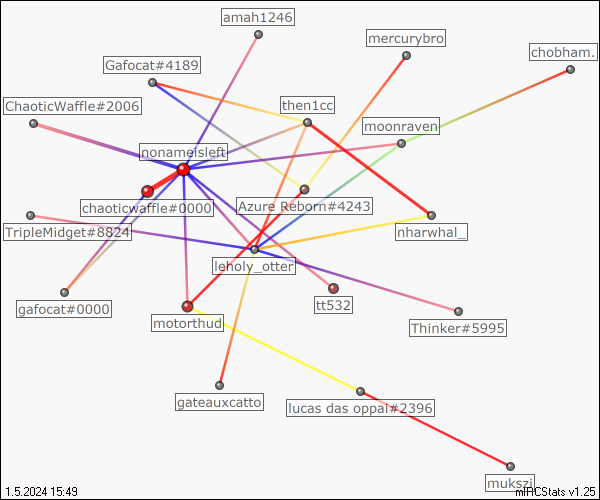 amah1246
mercurybro
chobham.
Gafocat#4189
ChaoticWaffle#2006
then1cc
moonraven
nonameisleft
chaoticwaffle#0000
Azure Reborn#4243
TripleMidget#8824
nharwhal_
leholy_otter
gafocat#0000
tt532
motorthud
Thinker#5995
gateauxcatto
lucas das oppai#2396
mukszi
1.5.2024 15:49
mIRCStats v1.25